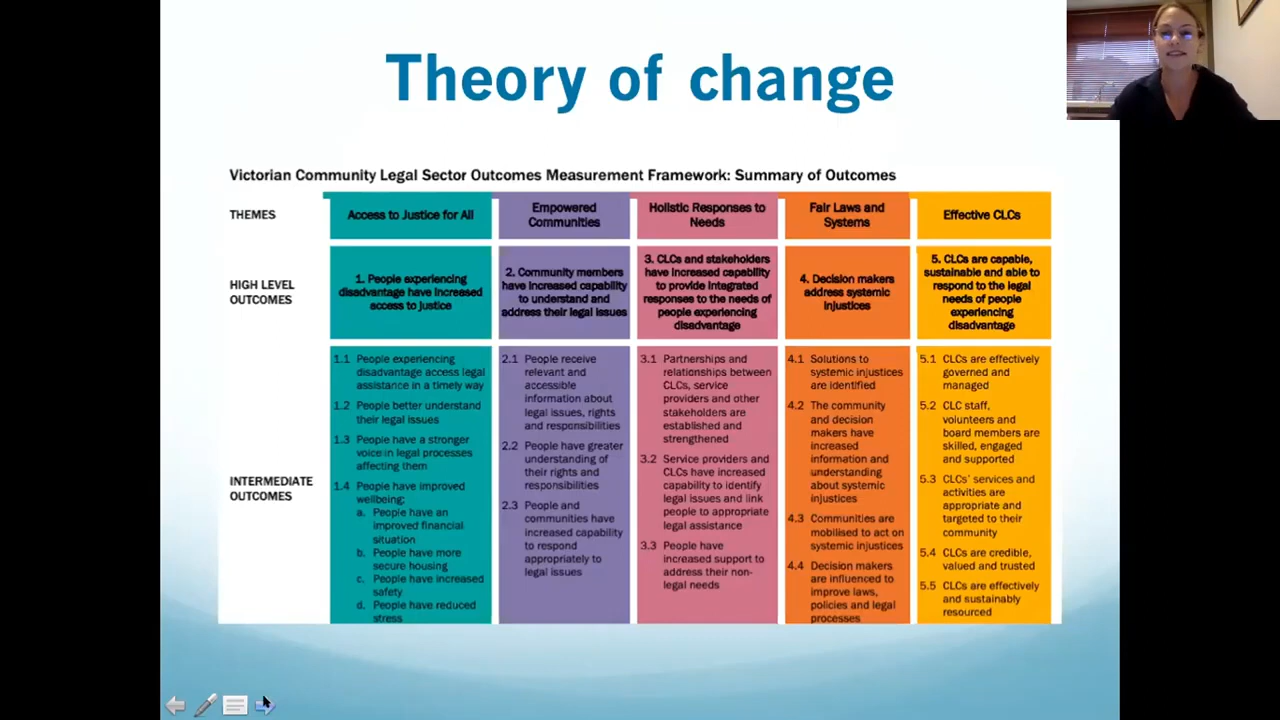 Theory of change
Victorian Community Legal Sector Outcomes Measurement Framework: Summary of Outcomes
THEMES
Access to Justice for All
Empowered
Communities
Holistic Responses to
Needs
Fair Laws and
Systems
Effective CLCs
HIGH LEVEL
OUTCOMES
1. People experiencing
disadvantage have increased
access to justice
2. Community members
have increased capability
to understand and
address their legal issues
3. CLCs and stakeholders
have increased capability
to provide integrated
responses to the needs of
people experiencing
disadvantage
4. Decision makers
address systemic
injustices
5. CLCs are capable,
sustainable and able to
respond to the legal
needs of people
experiencing
disadvantage
INTERMEDIATE
OUTCOMES
1.1 People experiencing
disadvantage access legal
assistance in a timely way
1.2 People better understand
their legal issues
1.3 People have a stronger
voice in legal processes
affecting them
1.4 People have improved
wellbeing:
a. People have an
improved financial
situation
b. People have more
secure housing
c. People have increased
safety
d. People have reduced
stress
2.1 People receive
relevant and
accessible
information about
legal issues, rights
and responsibilities
2.2 People have greater
understanding of
their rights and
responsibilities
2.3 People and
communities have
increased capability
to respond
appropriately to
legal issues
3.1 Partnerships and
relationships between
CLCs, service
providers and other
stakeholders are
established and
strengthened
3.2 Service providers and
CLCs have increased
capability to identify
legal issues and link
people to appropriate
legal assistance
3.3 People have
increased support to
address their non-
legal needs
4.1 Solutions to
systemic injustices
are identified
4.2 The community
and decision
makers have
increased
information and
understanding
about systemic
injustices
4.3 Communities are
mobilised to act on
systemic injustices
4.4 Decision makers
are influenced to
improve laws,
policies and legal
processes
5.1 CLCs are effectively
governed and
managed
5.2 CLC staff,
volunteers and
board members are
skilled, engaged
and supported
5.3 CLCs' services and
activities are
appropriate and
targeted to their
community
5.4 CLCs are credible,
valued and trusted
5.5 CLCs are effectively
and sustainably
resourced